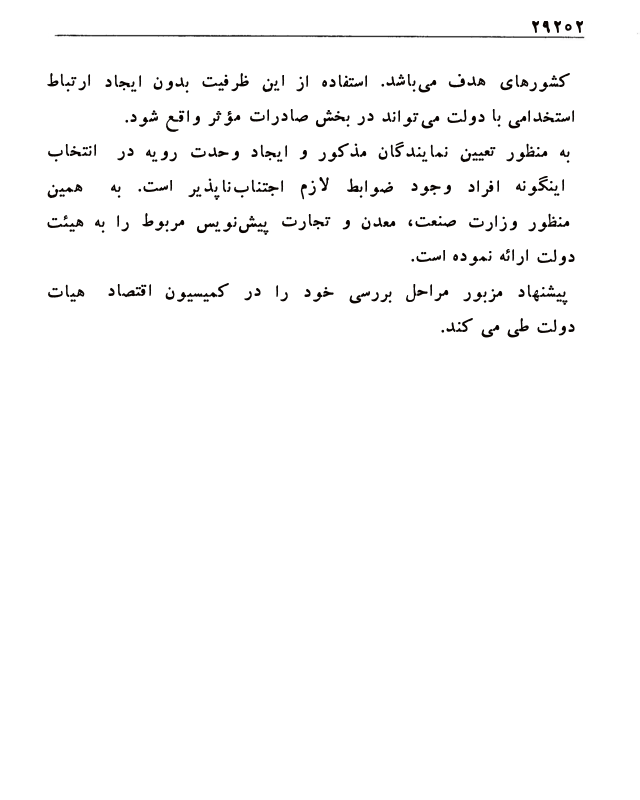 ۲۹۲۰۲
کشورهای هدف می‌باشد. استفاده از این ظرفیت بدون ایجاد ارتباط
استخدامی با دولت می‌تواند در بخش صادرات مؤثر واقع شود.
به منظور تعیین نمایندگان مذکور و ایجاد وحدت رویه در انتخاب
اینگونه افراد وجود ضوابط لازم اجتناب‌ناپذیر است. به همین
منظور وزارت صنعت، معدن و تجارت پیش‌نویس مربوط را به هیئت
دولت ارائه نموده است.
پیشنهاد مزبور مراحل بررسی خود را در کمیسیون اقتصاد هیات
دولت طی می کند.